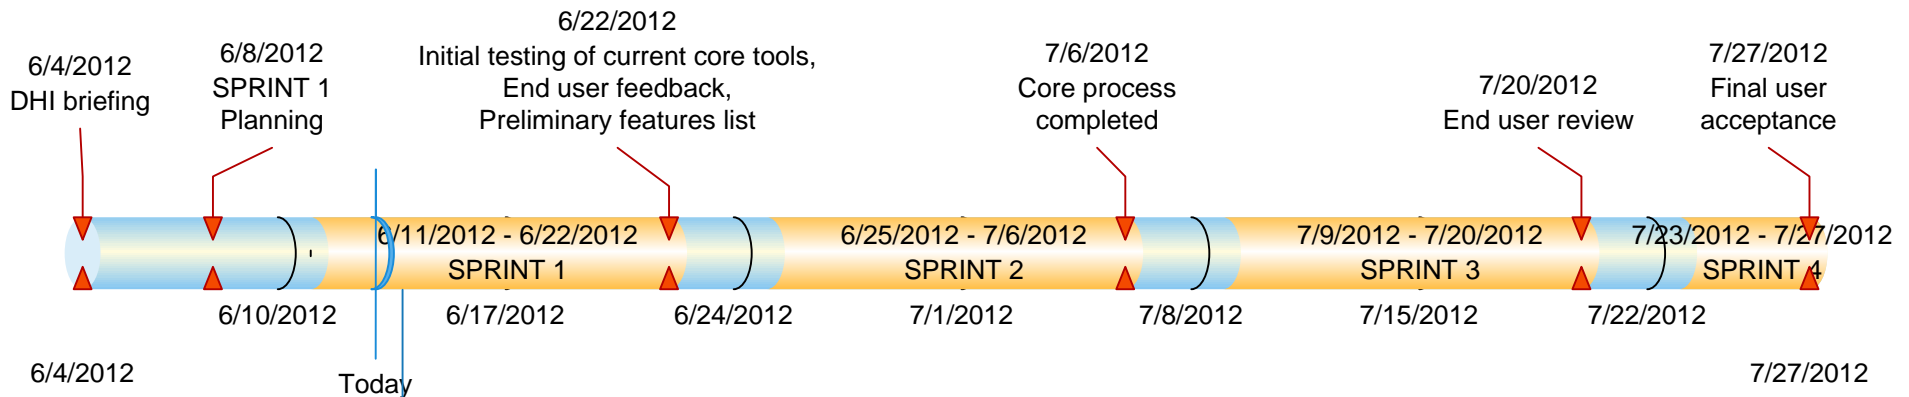 6/4/2012
DHI briefing
6/8/2012
SPRINT 1
Planning
6/22/2012
Initial testing of current core tools,
End user feedback,
Preliminary features list
7/6/2012
Core process
completed
7/20/2012
End user review
7/27/2012
Final user
acceptance
6/11/2012 - 6/22/2012
SPRINT 1
6/25/2012 - 7/6/2012
SPRINT 2
7/9/2012 - 7/20/2012
SPRINT 3
7/23/2012 - 7/27/2012
SPRINT 4
6/10/2012
6/17/2012
6/24/2012
7/1/2012
7/8/2012
7/15/2012
7/22/2012
6/4/2012
Today
7/27/2012